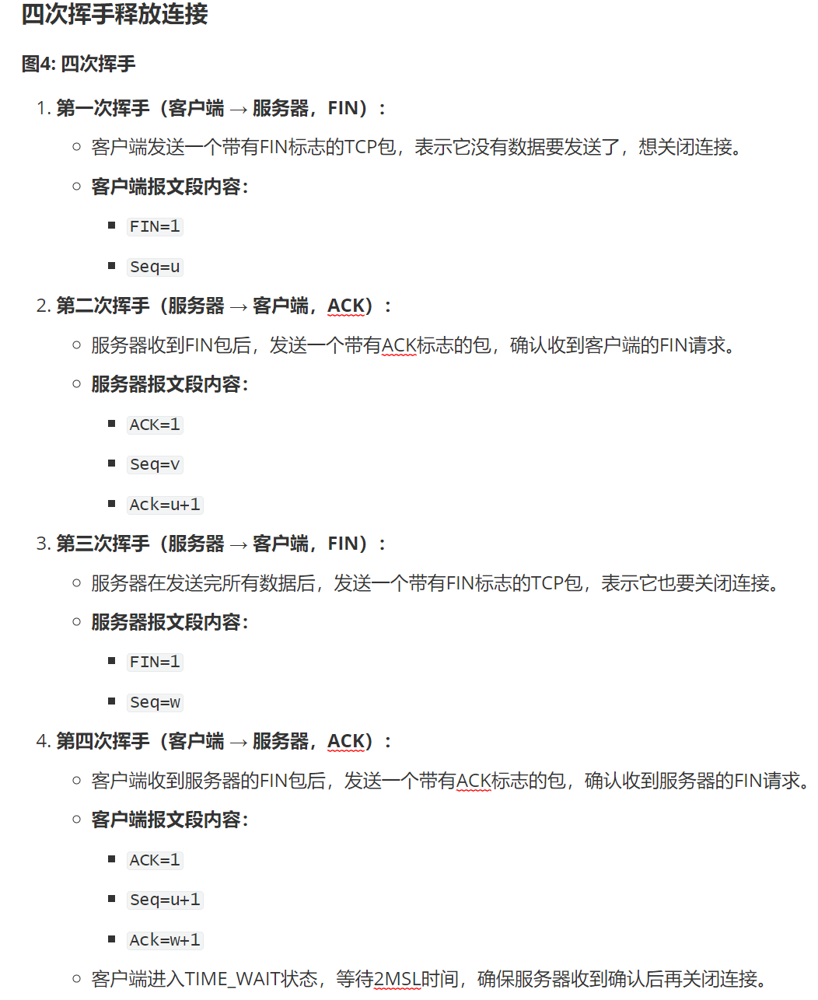 四次挥手释放连接
图4: 四次挥手
1. 第一次挥手（客户端 → 服务器，FIN）：
客户端发送一个带有FIN标志的TCP包，表示它没有数据要发送了，想关闭连接。
客户端报文段内容：
FIN=1
Seq=u
2. 第二次挥手（服务器 → 客户端，ACK）：
服务器收到FIN包后，发送一个带有ACK标志的包，确认收到客户端的FIN请求。
服务器报文段内容：
ACK=1
Seq=v
Ack=u+1
3. 第三次挥手（服务器 → 客户端，FIN）：
服务器在发送完所有数据后，发送一个带有FIN标志的TCP包，表示它也要关闭连接。
服务器报文段内容：
FIN=1
Seq=w
4. 第四次挥手（客户端 → 服务器，ACK）：
客户端收到服务器的FIN包后，发送一个带有ACK标志的包，确认收到服务器的FIN请求。
客户端报文段内容：
ACK=1
Seq=u+1
Ack=w+1
客户端进入TIME_WAIT状态，等待2MSL时间，确保服务器收到确认后再关闭连接。